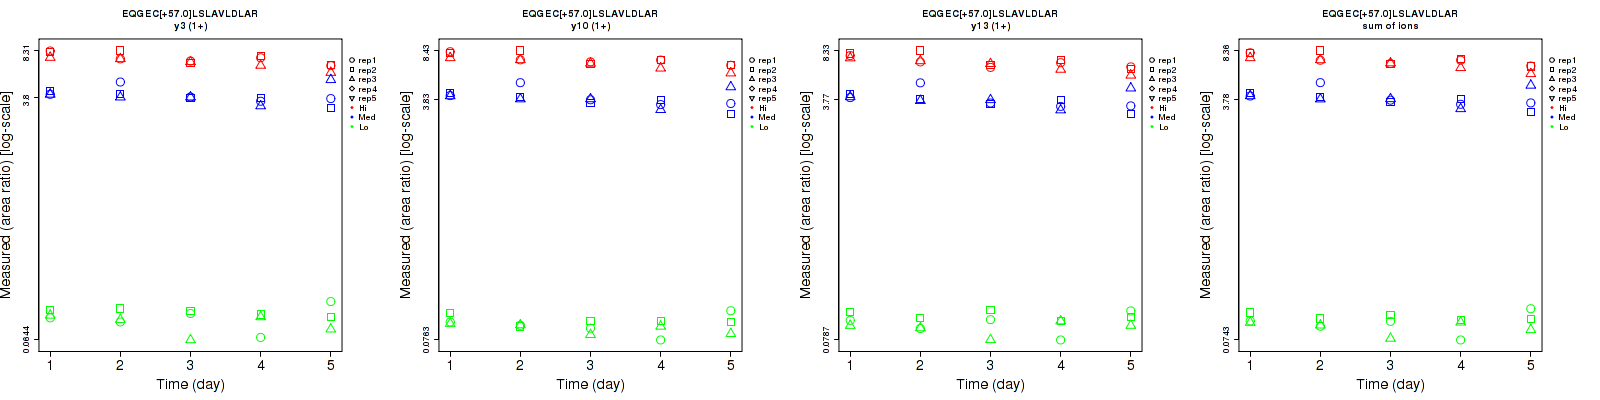 EQGEC[+57.0]LSLAVLDLAR
y3 (1+)
Measured (area ratio) [log-scale]
8.31
3.8
0.0644
1 2 3 4 5
Time (day)
rep1
rep2
rep3
rep4
rep5
Hi
Med
Lo
EQGEC[+57.0]LSLAVLDLAR
y10 (1+)
Measured (area ratio) [log-scale]
8.43
3.83
0.0763
1 2 3 4 5
Time (day)
rep1
rep2
rep3
rep4
rep5
Hi
Med
Lo
EQGEC[+57.0]LSLAVLDLAR
y13 (1+)
Measured (area ratio) [log-scale]
8.33
3.77
0.0787
1 2 3 4 5
Time (day)
rep1
rep2
rep3
rep4
rep5
Hi
Med
Lo
EQGEC[+57.0]LSLAVLDLAR
sum of ions
Measured (area ratio) [log-scale]
8.36
3.78
0.0743
1 2 3 4 5
Time (day)
rep1
rep2
rep3
rep4
rep5
Hi
Med
Lo